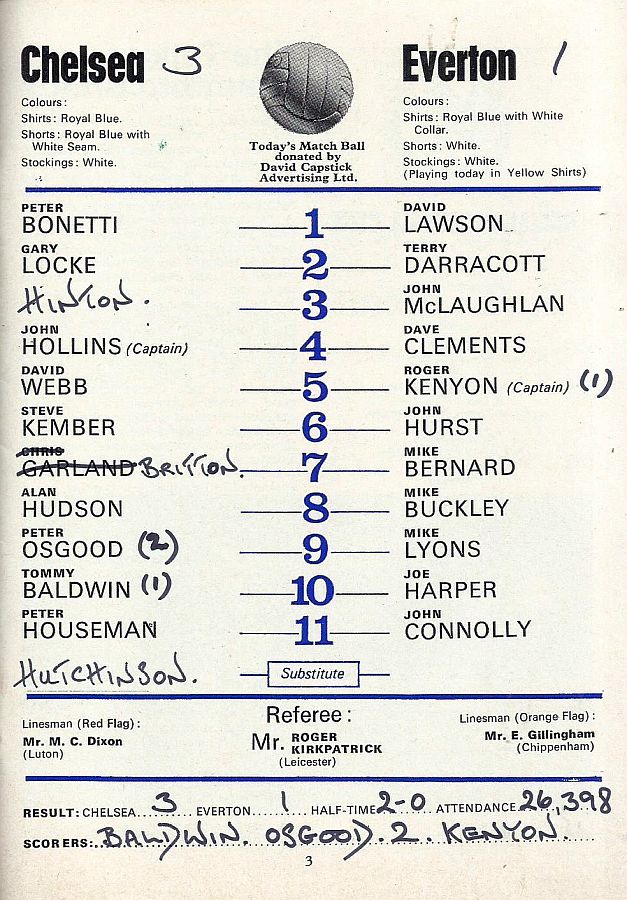 Chelsea 3
Colours:
Shirts: Royal Blue.
Shorts: Royal Blue with
White Seam.
Stockings: White.
Today's Match Ball
donated by
David Capstick
Advertising Ltd.
Everton 1
Colours:
Shirts: Royal Blue with White
Collar.
Shorts: White.
Stockings: White.
(Playing today in Yellow Shirts)
PETER DAVID
BONETTI 1 LAWSON
GARY TERRY
LOCKE 2 DARRACOTT
JOHN
HINTON. 3 McLAUGHLAN
JOHN DAVE
HOLLINS (Captain) 4 CLEMENTS
DAVID ROGER
WEBB 5 KENYON (Captain) (1)
STEVE JOHN
KEMBER 6 HURST
CHRIS MIKE
GARLAND BRITTON. 7 BERNARD
ALAN MIKE
HUDSON 8 BUCKLEY
PETER MIKE
OSGOOD (2) 9 LYONS
TOMMY JOE
BALDWIN (1) 10 HARPER
PETER JOHN
HOUSEMAN 11 CONNOLLY
HUTCHINSON. Substitute
Linesman (Red Flag):
Mr. M. C. Dixon
(Luton)
Referee:
Mr. ROGER KIRKPATRICK
(Leicester)
Linesman (Orange Flag):
Mr. E. Gillingham
(Chippenham)
RESULT: CHELSEA 3 EVERTON 1 HALF-TIME 2-0 ATTENDANCE 26,398
SCORERS: BALDWIN. OSGOOD. 2. KENYON.
3